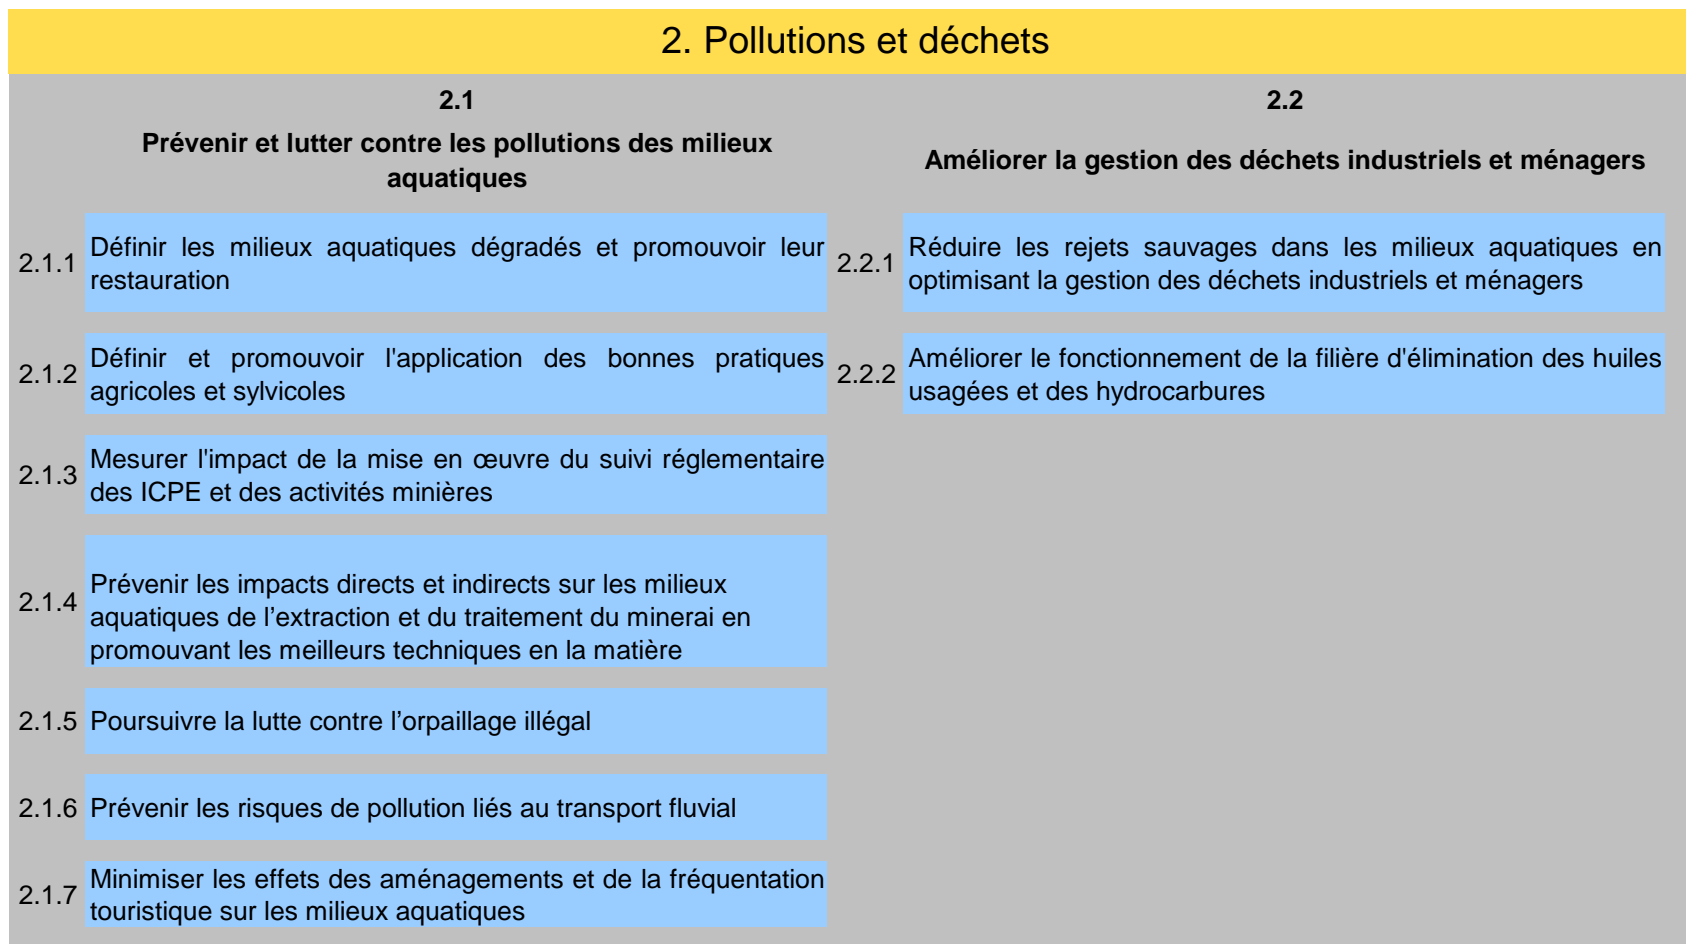 2. Pollutions et déchets
2.1
Prévenir et lutter contre les pollutions des milieux
aquatiques
2.1.1 Définir les milieux aquatiques dégradés et promouvoir leur
restauration
2.1.2 Définir et promouvoir l'application des bonnes pratiques
agricoles et sylvicoles
2.1.3 Mesurer l'impact de la mise en œuvre du suivi réglementaire
des ICPE et des activités minières
2.1.4 Prévenir les impacts directs et indirects sur les milieux
aquatiques de l’extraction et du traitement du minerai en
promouvant les meilleurs techniques en la matière
2.1.5 Poursuivre la lutte contre l’orpaillage illégal
2.1.6 Prévenir les risques de pollution liés au transport fluvial
2.1.7 Minimiser les effets des aménagements et de la fréquentation
touristique sur les milieux aquatiques
2.2
Améliorer la gestion des déchets industriels et ménagers
2.2.1 Réduire les rejets sauvages dans les milieux aquatiques en
optimisant la gestion des déchets industriels et ménagers
2.2.2 Améliorer le fonctionnement de la filière d'élimination des huiles
usagées et des hydrocarbures